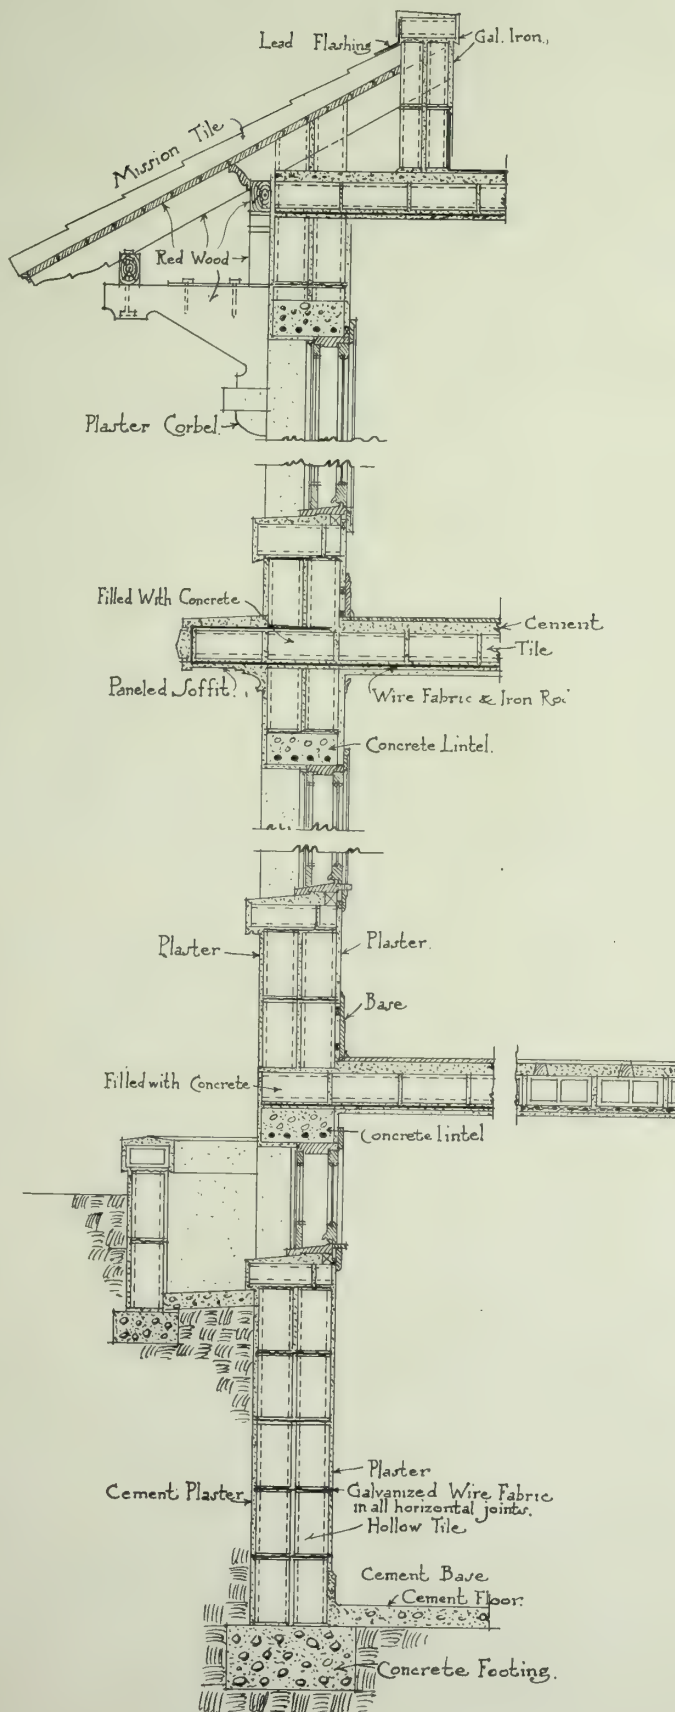 Lead Flashing
Gal. Iron.
Mission Tile
Red Wood
Plaster Corbel.
Filled With Concrete
Cement
Tile
Paneled Soffit.
Wire Fabric & Iron
Concrete Lintel.
Plaster
Plaster.
Base
Filled with Concrete
Concrete lintel
Plaster
Cement Plaster
Galvanized Wire Fabric
in all horizontal joints.
Hollow Tile
Cement Base
Cement Floor.
Concrete Footing.